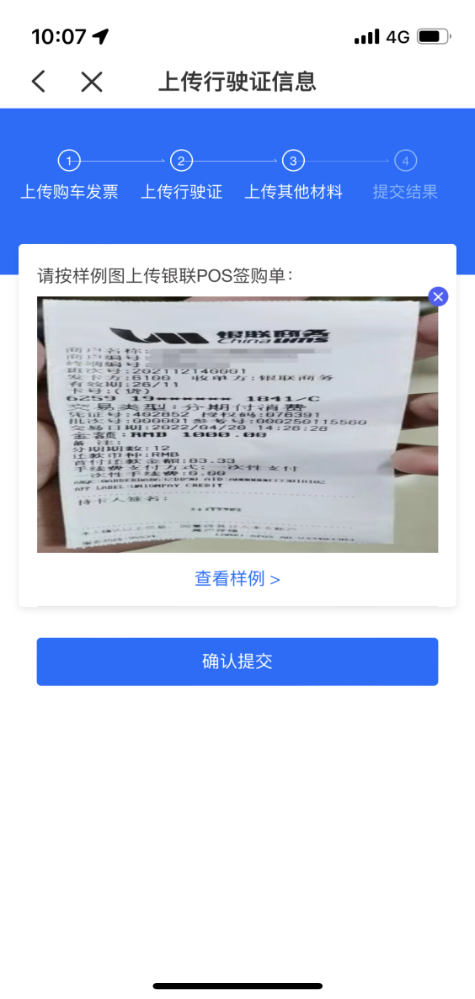 10:07
4G
上传行驶证信息
1 2 3 4
上传购车发票 上传行驶证 上传其他材料 提交结果
请按样例图上传银联POS签购单：
银联商务
China ums
商户名称:
商户编号:
终端编号:
班次号:202112140001
发卡方:6100 收单方:银联商务
有效期:26/11
卡号:(贷)
6259 19****** 1841/C
交易类型:分期付消费
凭证号:402852 授权码:076391
批次号:000001 参考号:000250115560
交易日期:2022/04/20 14:26:28
金额:RMB 1000.00
备注:
分期期数:12
还款币种:RMB
首付还款金额:83.33
手续费支付方式:一次性支付
一次性手续费:0.00
APP LABEL:UNIONPAY CREDIT
持卡人签名:
查看样例 >
确认提交